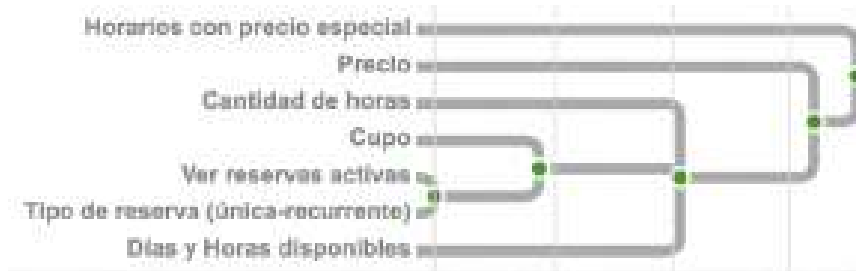 Horarios con precio especial
Precio
Cantidad de horas
Cupo
Ver reservas activas
Tipo de reserva (única-recurrente)
Días y Horas disponibles